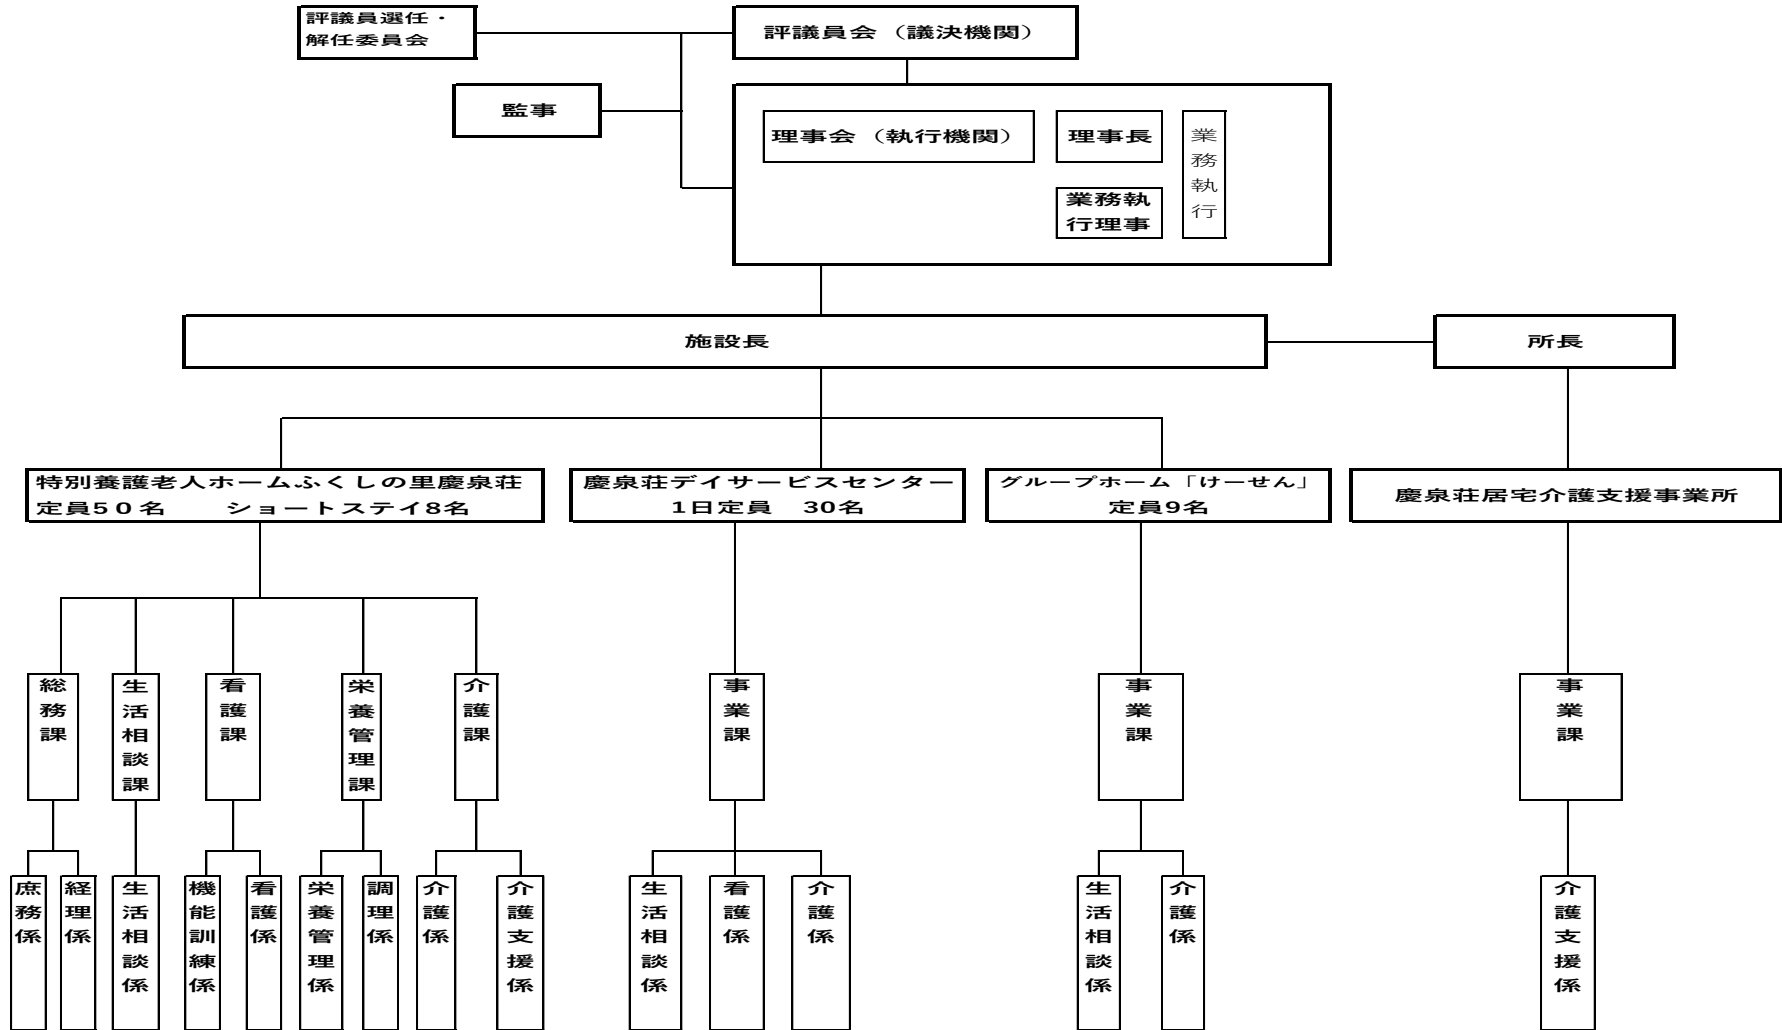 評議員選任・
解任委員会
評議員会（議決機関）
監事
理事会（執行機関）
理事長
業務執行
業務執
行理事
施設長
所長
特別養護老人ホームふくしの里慶泉荘
定員5０名　　ショートステイ8名
慶泉荘デイサービスセンター
1日定員　30名
グループホーム「けーせん」
定員9名
慶泉荘居宅介護支援事業所
総務課
生活相談課
看護課
栄養管理課
介護課
事業課
事業課
事業課
庶務係
経理係
生活相談係
機能訓練係
看護係
栄養管理係
調理係
介護係
介護支援係
生活相談係
看護係
介護係
生活相談係
介護係
介護支援係